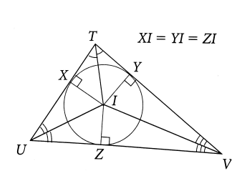 T
XI = YI = ZI
X
Y
I
U
Z
V